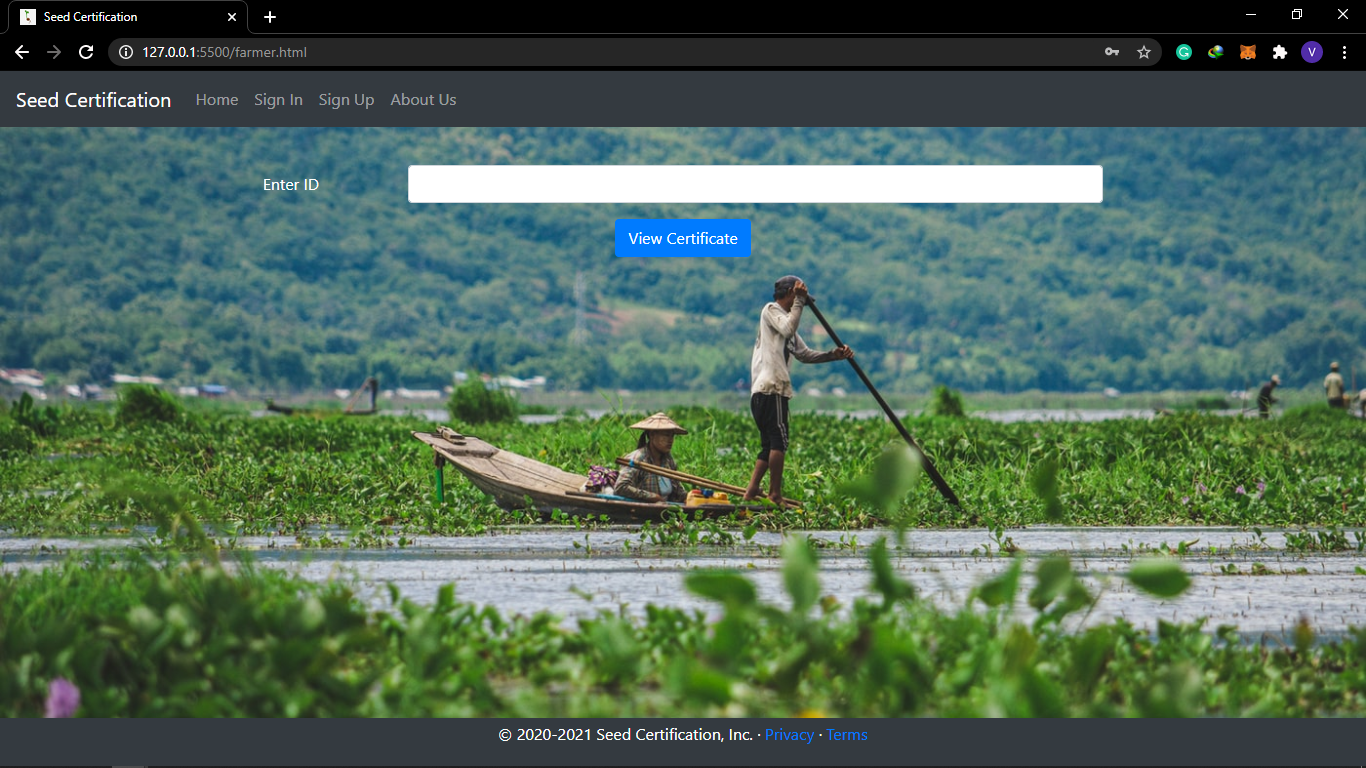 Seed Certification
127.0.0.1:5500/farmer.html
V
Seed Certification Home Sign In Sign Up About Us
Enter ID
View Certificate
© 2020-2021 Seed Certification, Inc. · Privacy · Terms